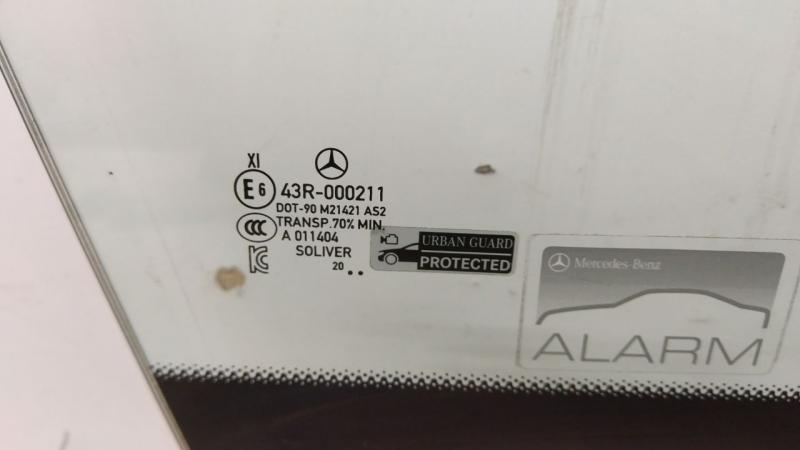 XI
E6
43R-000211
DOT-90 M21421 AS2
CCC
TRANSP.70% MIN.
A 011404
SOLIVER
20 ..
URBAN GUARD
PROTECTED
Mercedes-Benz
ALARM